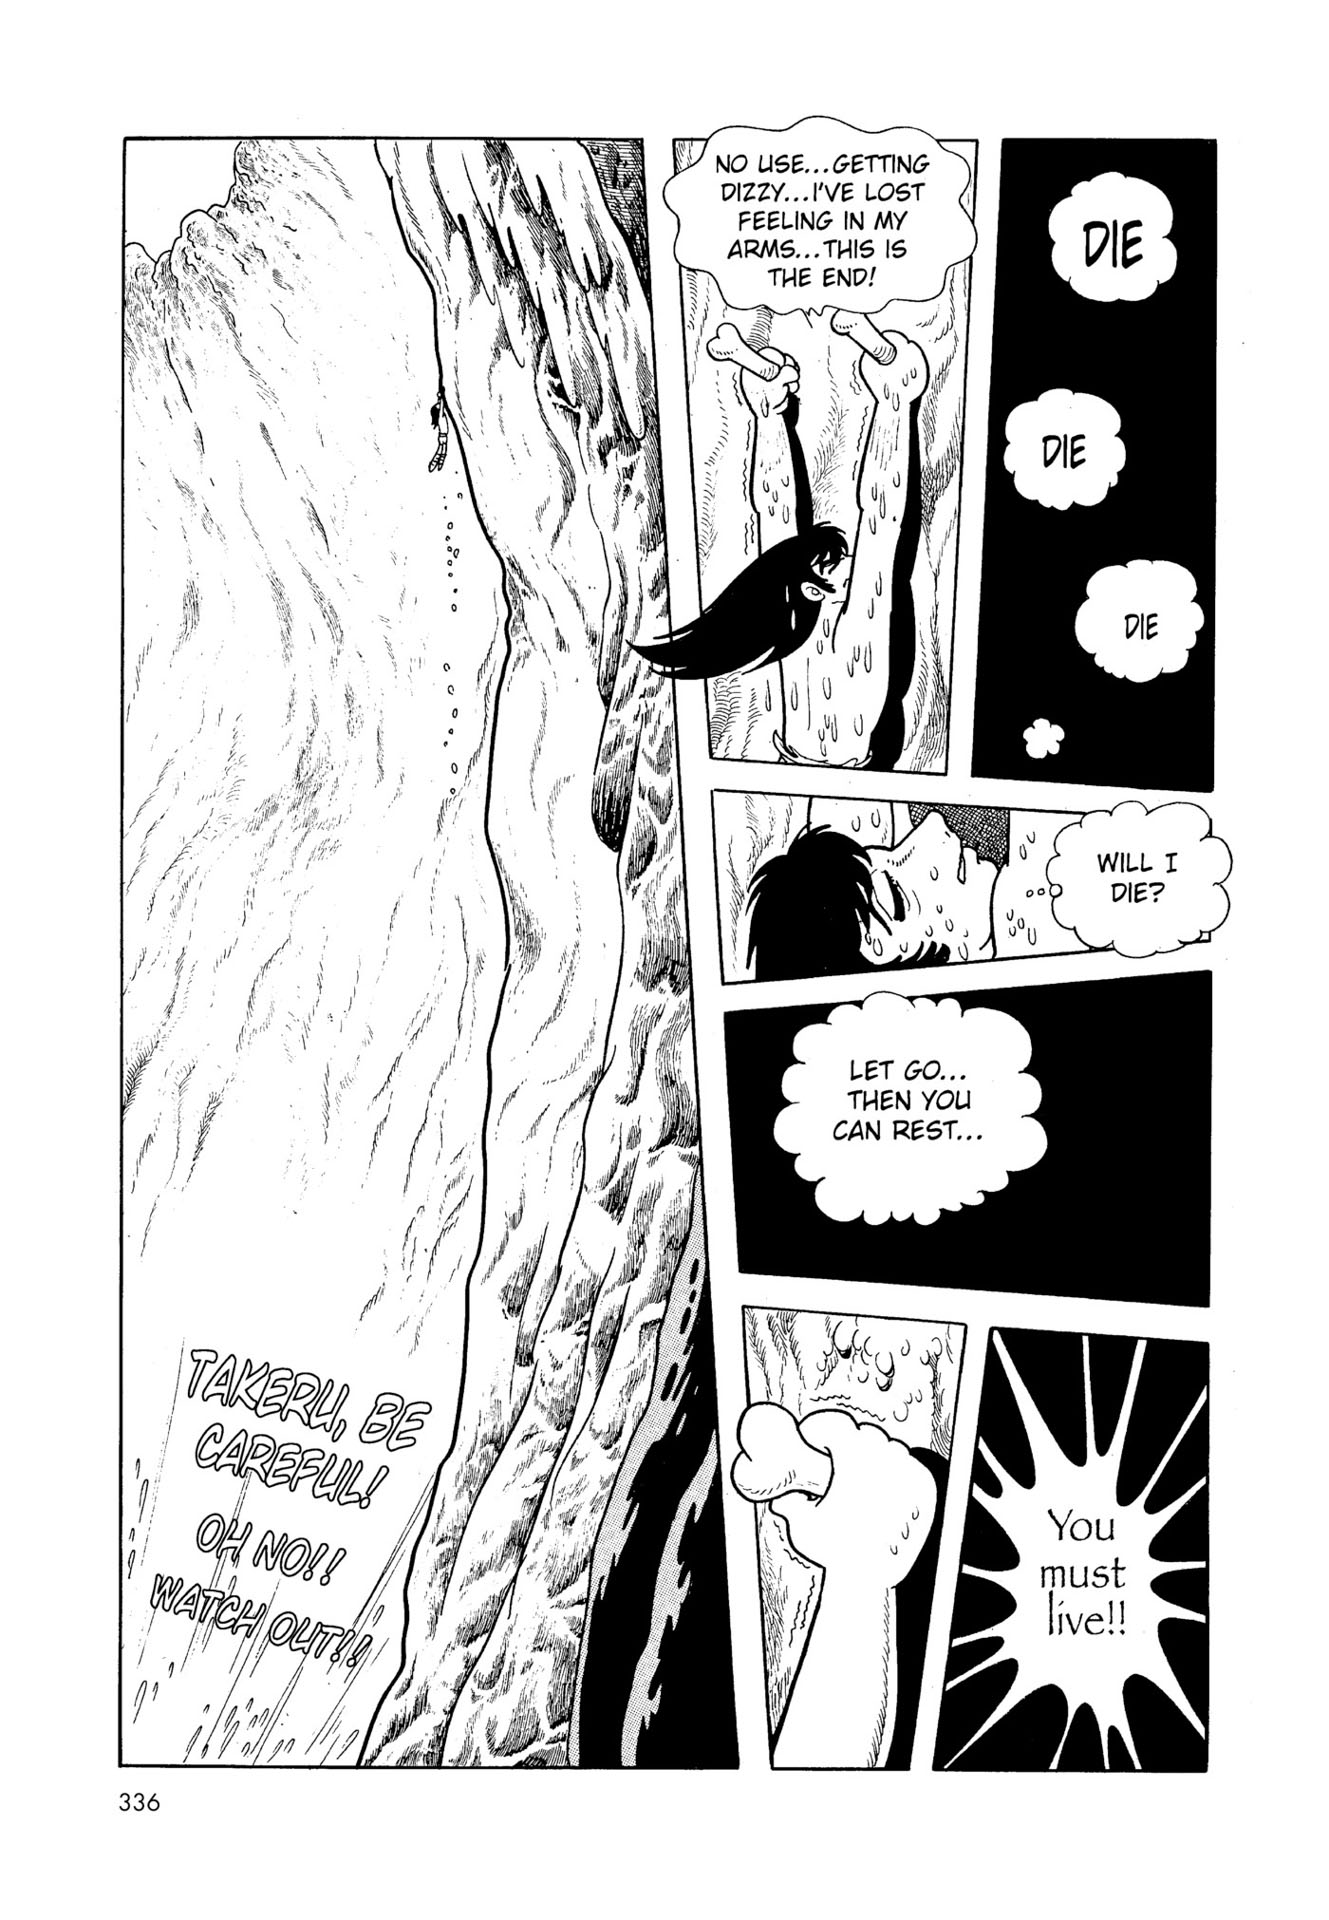 TAKERU, BE
CAREFUL!
OH NO!!
WATCH OUT!!
NO USE...GETTING
DIZZY...I'VE LOST
FEELING IN MY
ARMS...THIS IS
THE END!
DIE
DIE
DIE
WILL I
DIE?
LET GO...
THEN YOU
CAN REST...
You
must
live!!
336